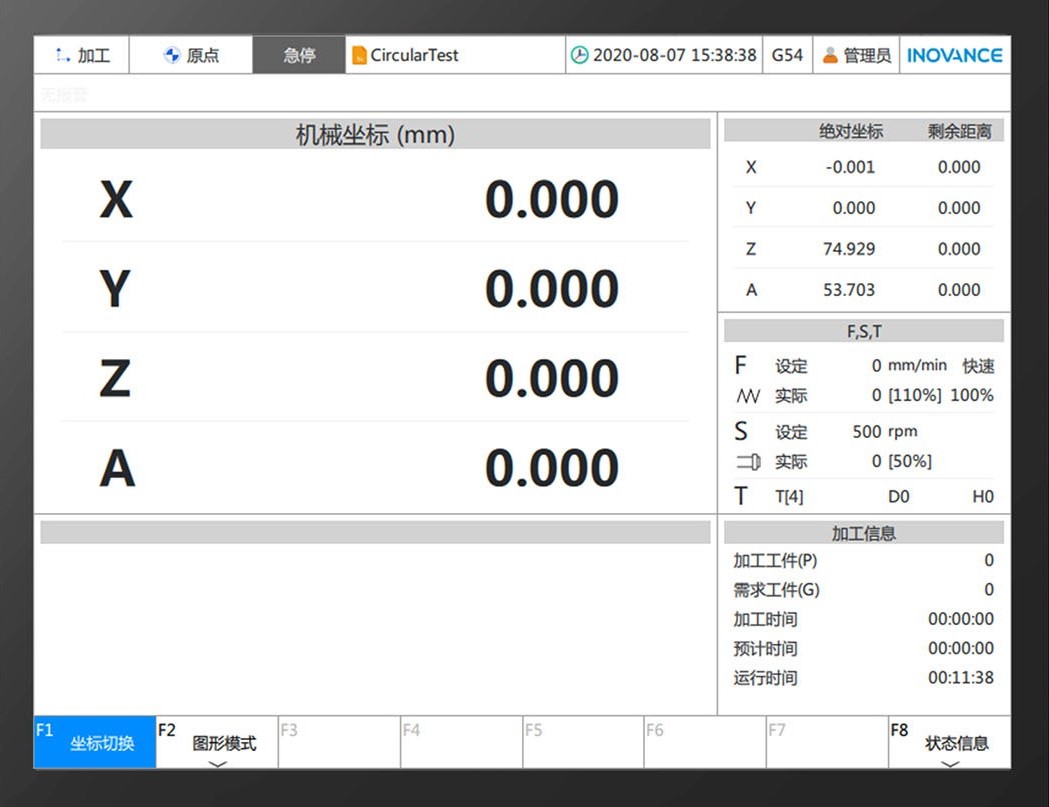 加工 原点 急停 CircularTest 2020-08-07 15:38:38 G54 管理员 INOVANCE
无报警
机械坐标 (mm)
X 0.000
Y 0.000
Z 0.000
A 0.000
绝对坐标 剩余距离
X -0.001 0.000
Y 0.000 0.000
Z 74.929 0.000
A 53.703 0.000
F,S,T
F 设定 0 mm/min 快速
实际 0 [110%] 100%
S 设定 500 rpm
实际 0 [50%]
T T[4] D0 H0
加工信息
加工工件(P) 0
需求工件(G) 0
加工时间 00:00:00
预计时间 00:00:00
运行时间 00:11:38
F1 坐标切换 F2 图形模式 F3 F4 F5 F6 F7 F8 状态信息